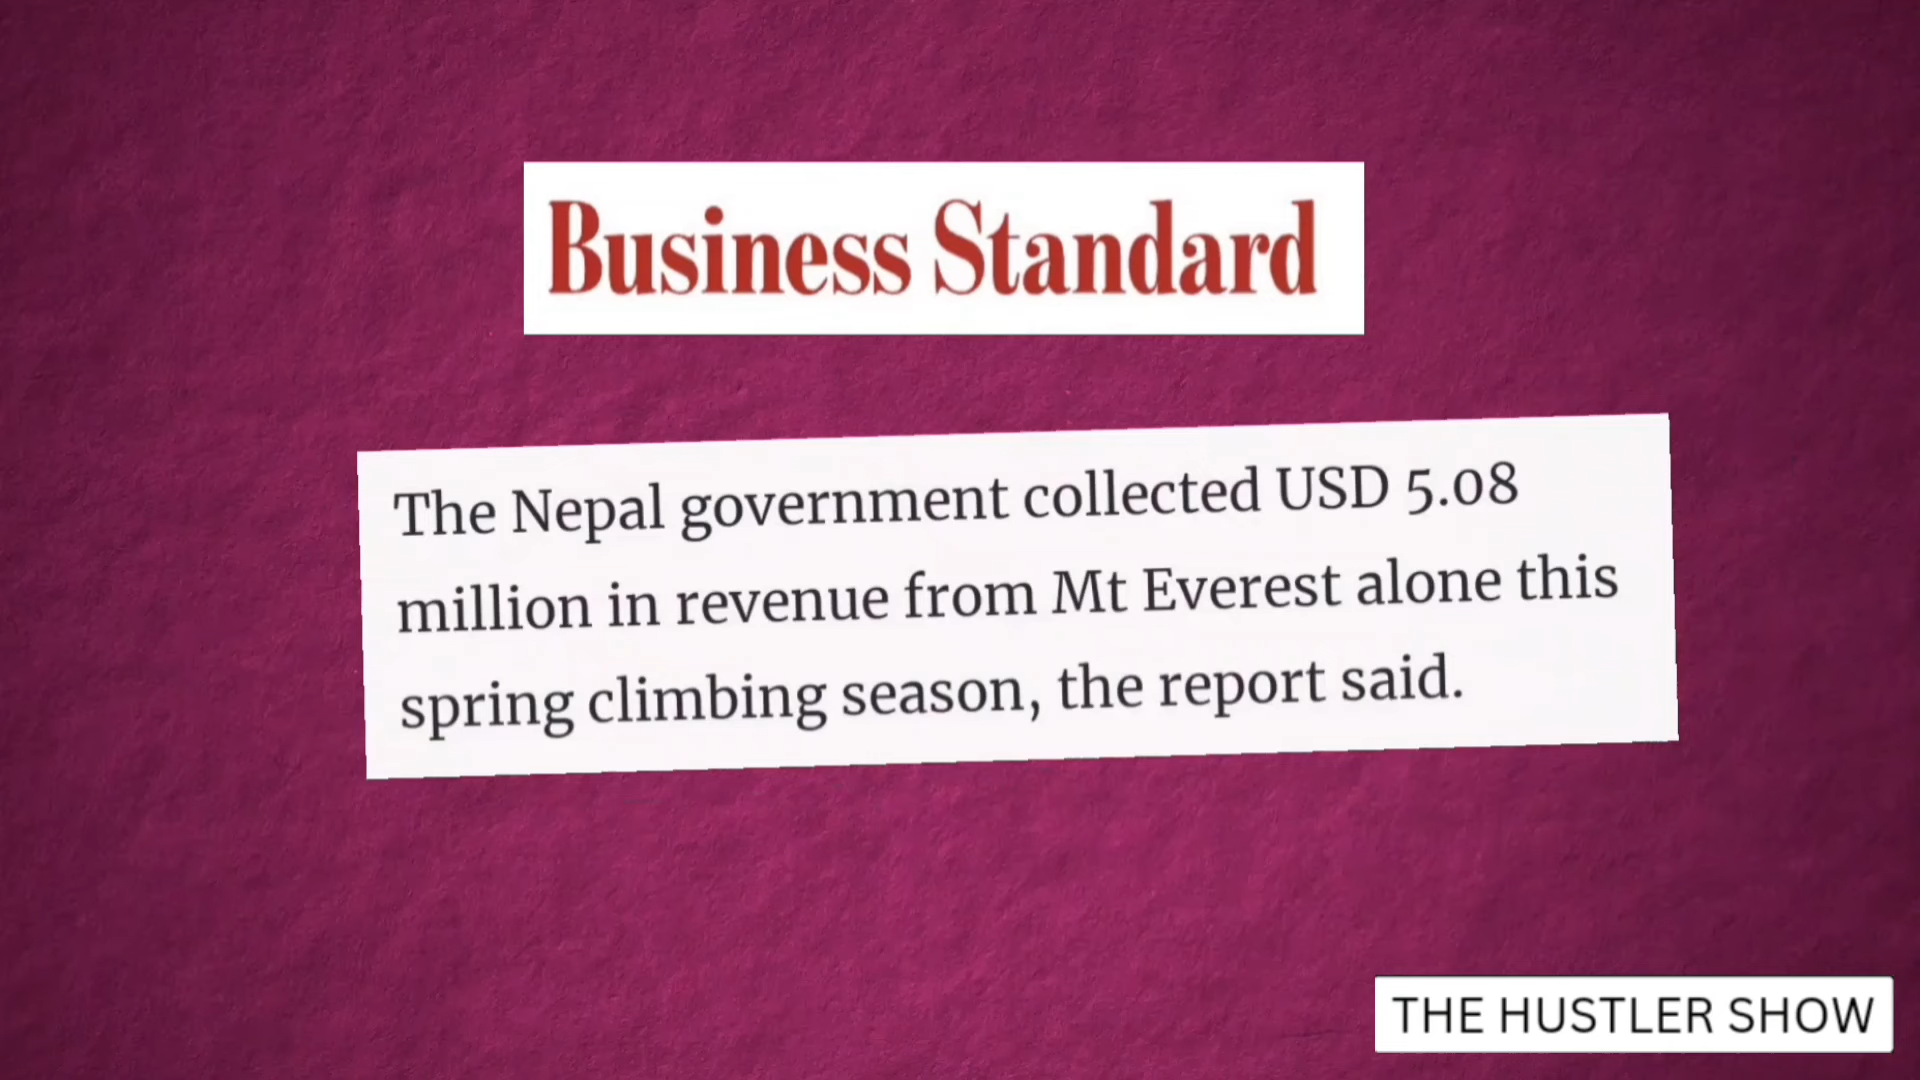 Business Standard
The Nepal government collected USD 5.08
million in revenue from Mt Everest alone this
spring climbing season, the report said.
THE HUSTLER SHOW